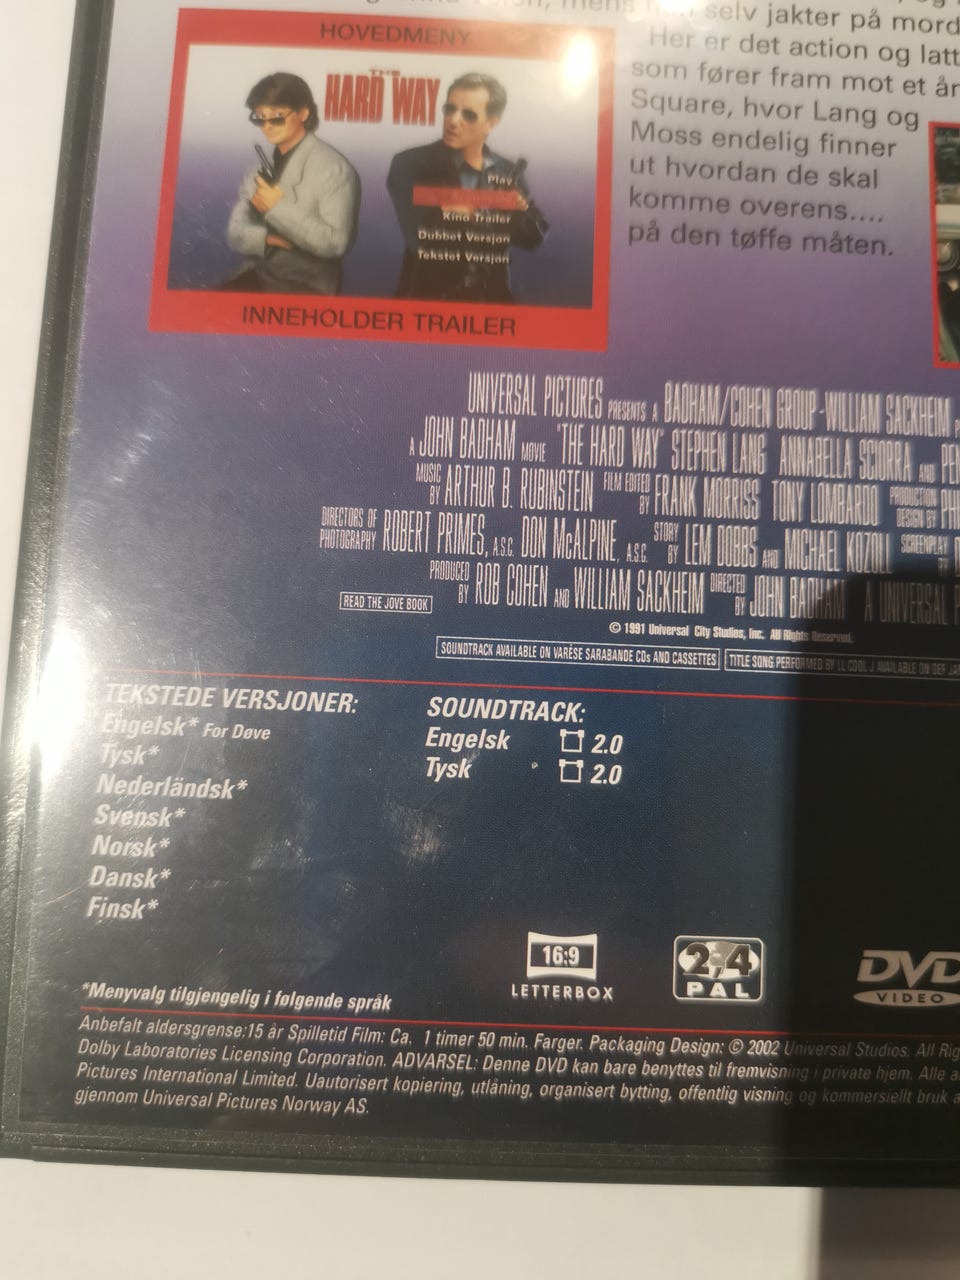 selv jakter på
HOVEDMENY
Her er det action og
som fører fram mot et
THE
HARD WAY
Square, hvor Lang og
Moss endelig finner
ut hvordan de skal
komme overens....
på den tøffe måten.
Play
Kino Trailer
Dubbet Versjon
Tekstet Versjon
INNEHOLDER TRAILER
UNIVERSAL PICTURES PRESENTS A BADHAM/COHEN GROUP-WILLIAM SACKHEIM
A JOHN BADHAM MOVIE "THE HARD WAY" STEPHEN LANG ANNABELLA SCIORRA AND
MUSIC BY ARTHUR B. RUBINSTEIN FILM EDITED BY FRANK MORRISS TONY LOMBARDO PRODUCTION DESIGN BY
DIRECTORS OF PHOTOGRAPHY ROBERT PRIMES, A.S.C. DON McALPINE, A.S.C. STORY BY LEM DOBBS AND MICHAEL KOZOLL SCREENPLAY BY
PRODUCED BY ROB COHEN AND WILLIAM SACKHEIM DIRECTED BY JOHN BADHAM A UNIVERSAL
READ THE JOVE BOOK
© 1991 Universal City Studios, Inc. All Rights Reserved.
SOUNDTRACK AVAILABLE ON VARÈSE SARABANDE CDs AND CASSETTES
TITLE SONG PERFORMED BY LL COOL J AVAILABLE ON DEF
TEKSTEDE VERSJONER:
Engelsk* For Døve
Tysk*
Nederländsk*
Svensk*
Norsk*
Dansk*
Finsk*
SOUNDTRACK:
Engelsk 2.0
Tysk 2.0
16:9
LETTERBOX
2,4
PAL
DVD
VIDEO
*Menyvalg tilgjengelig i følgende språk
Anbefalt aldersgrense:15 år Spilletid Film: Ca. 1 timer 50 min. Farger. Packaging Design: © 2002 Universal Studios. All
Dolby Laboratories Licensing Corporation. ADVARSEL: Denne DVD kan bare benyttes til fremvisning i private hjem. Alle
Pictures International Limited. Uautorisert kopiering, utlåning, organisert bytting, offentlig visning og kommersiellt bruk
gjennom Universal Pictures Norway AS.